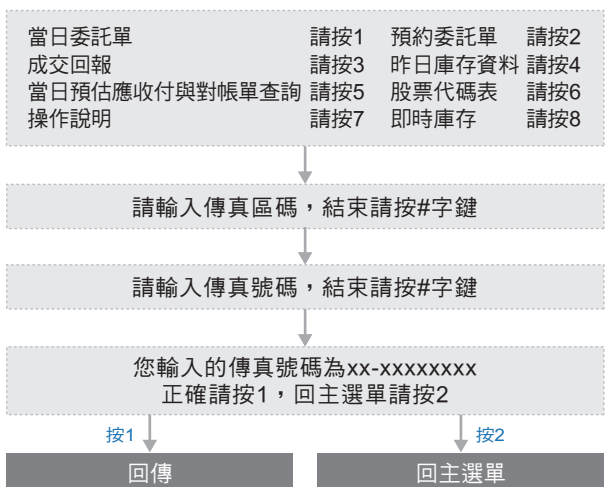 當日委託單 請按1 預約委託單 請按2
成交回報 請按3 昨日庫存資料 請按4
當日預估應收付與對帳單查詢 請按5 股票代碼表 請按6
操作說明 請按7 即時庫存 請按8
請輸入傳真區碼，結束請按#字鍵
請輸入傳真號碼，結束請按#字鍵
您輸入的傳真號碼為xx-xxxxxxxx
正確請按1，回主選單請按2
按1 按2
回傳 回主選單